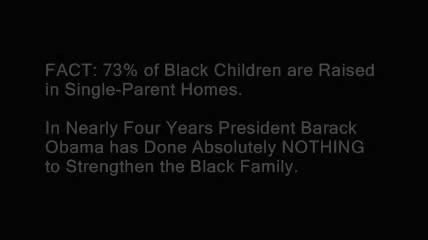 FACT: 73% of Black Children are Raised
in Single-Parent Homes.
In Nearly Four Years President Barack
Obama has Done Absolutely NOTHING
to Strengthen the Black Family.